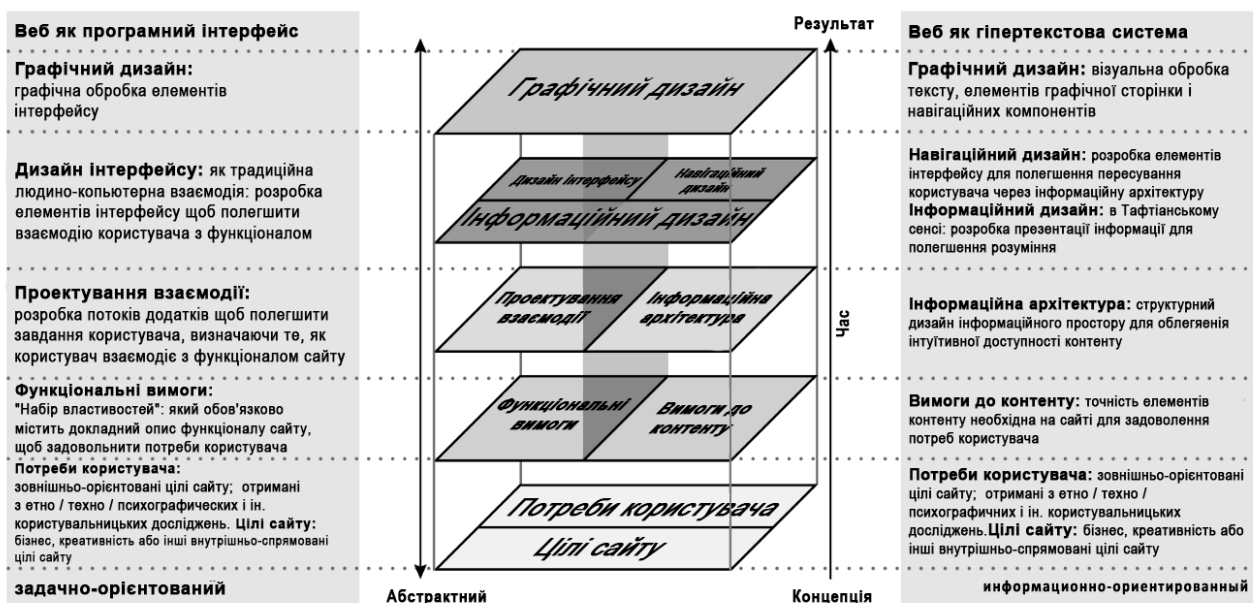 Веб як програмний інтерфейс
Графічний дизайн:
графічна обробка елементів
інтерфейсу
Дизайн інтерфейсу: як традиційна
людино-копьютерна взаємодія: розробка
елементів інтерфейсу щоб полегшити
взаємодію користувача з функціоналом
Проектування взаємодії:
розробка потоків додатків щоб полегшити
завдання користувача, визначаючи те, як
користувач взаємодіє з функціоналом сайту
Функціональні вимоги:
"Набір властивостей": який обов'язково
містить докладний опис функціоналу сайту,
щоб задовольнити потреби користувача
Потреби користувача:
зовнішньо-орієнтовані цілі сайту; отримані
з етно / техно / психографических і ін.
користувальницьких досліджень. Цілі сайту:
бізнес, креативність або інші внутрішньо-спрямовані
цілі сайту
задачно-орієнтований
Результат
Графічний дизайн
Дизайн інтерфейсу
Навігаційний
дизайн
Інформаційний дизайн
Проектування
взаємодії
Інформаційна
архітектура
Функціональні
вимоги
Вимоги до
контенту
Потреби користувача
Цілі сайту
Час
Абстрактний
Концепція
Веб як гіпертекстова система
Графічний дизайн: візуальна обробка
тексту, елементів графічної сторінки і
навігаційних компонентів
Навігаційний дизайн: розробка елементів
інтерфейсу для полегшення пересування
користувача через інформаційну архітектуру
Інформаційний дизайн: в Тафтіанському
сенсі: розробка презентації інформації для
полегшення розуміння
Інформаційна архітектура: структурний
дизайн інформаційного простору для облегяенія
інтуїтивної доступності контенту
Вимоги до контенту: точність елементів
контенту необхідна на сайті для задоволення
потреб користувача
Потреби користувача: зовнішньо-орієнтовані
цілі сайту; отримані з етно / техно /
психографичних і ін. користувальницьких
досліджень.Цілі сайту: бізнес, креативність або
інші внутрішньо-спрямовані цілі сайту
информационно-ориентированный